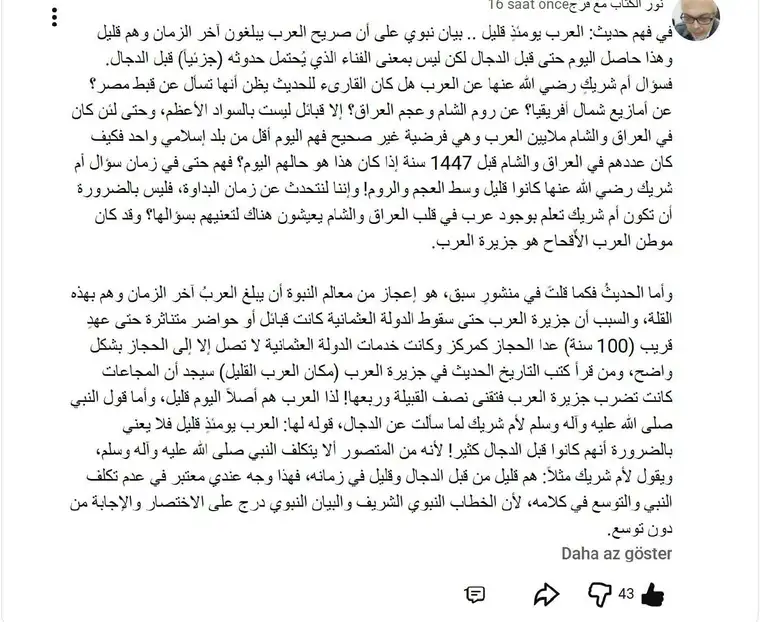 نور الكتاب مع فرج 16 saat önce
في فهم حديث: العرب يومئذٍ قليل .. بيان نبوي على أن صريح العرب يبلغون آخر الزمان وهم قليل
وهذا حاصل اليوم حتى قبل الدجال لكن ليس بمعنى الفناء الذي يُحتمل حدوثه (جزئياً) قبل الدجال.
فسؤال أم شريكٍ رضي الله عنها عن العرب هل كان القارىء للحديث يظن أنها تسأل عن قبط مصر؟
عن أمازيغ شمال أفريقيا؟ عن روم الشام وعجم العراق؟ إلا قبائل ليست بالسواد الأعظم، وحتى لئن كان
في العراق والشام ملايين العرب وهي فرضية غير صحيح فهم اليوم أقل من بلد إسلامي واحد فكيف
كان عددهم في العراق والشام قبل 1447 سنة إذا كان هذا هو حالهم اليوم؟ فهم حتى في زمان سؤال أم
شريك رضي الله عنها كانوا قليل وسط العجم والروم! وإننا لنتحدث عن زمان البداوة، فليس بالضرورة
أن تكون أم شريك تعلم بوجود عرب في قلب العراق والشام يعيشون هناك لتعنيهم بسؤالها؟ وقد كان
موطن العرب الأقحاح هو جزيرة العرب.
وأما الحديثُ فكما قلتَ في منشورٍ سبق، هو إعجاز من معالم النبوة أن يبلغ العربُ آخر الزمان وهم بهذه
القلة، والسبب أن جزيرة العرب حتى سقوط الدولة العثمانية كانت قبائل أو حواضر متناثرة حتى عهدٍ
قريب (100 سنة) عدا الحجاز كمركز وكانت خدمات الدولة العثمانية لا تصل إلا إلى الحجاز بشكل
واضح، ومن قرأ كتب التاريخ الحديث في جزيرة العرب (مكان العرب القليل) سيجد أن المجاعات
كانت تضرب جزيرة العرب فتفنى نصف القبيلة وربعها! لذا العرب هم أصلاً اليوم قليل، وأما قول النبي
صلى الله عليه وآله وسلم لأم شريك لما سألت عن الدجال، قوله لها: العرب يومئذٍ قليل فلا يعني
بالضرورة أنهم كانوا قبل الدجال كثير! لأنه من المتصور ألا يتكلف النبي صلى الله عليه وآله وسلم،
ويقول لأم شريك مثلاً: هم قليل من قبل الدجال وقليل في زمانه، فهذا وجه عندي معتبر في عدم تكلف
النبي والتوسع في كلامه، لأن الخطاب النبوي الشريف والبيان النبوي درج على الاختصار والإجابة من
دون توسع.
Daha az göster
43